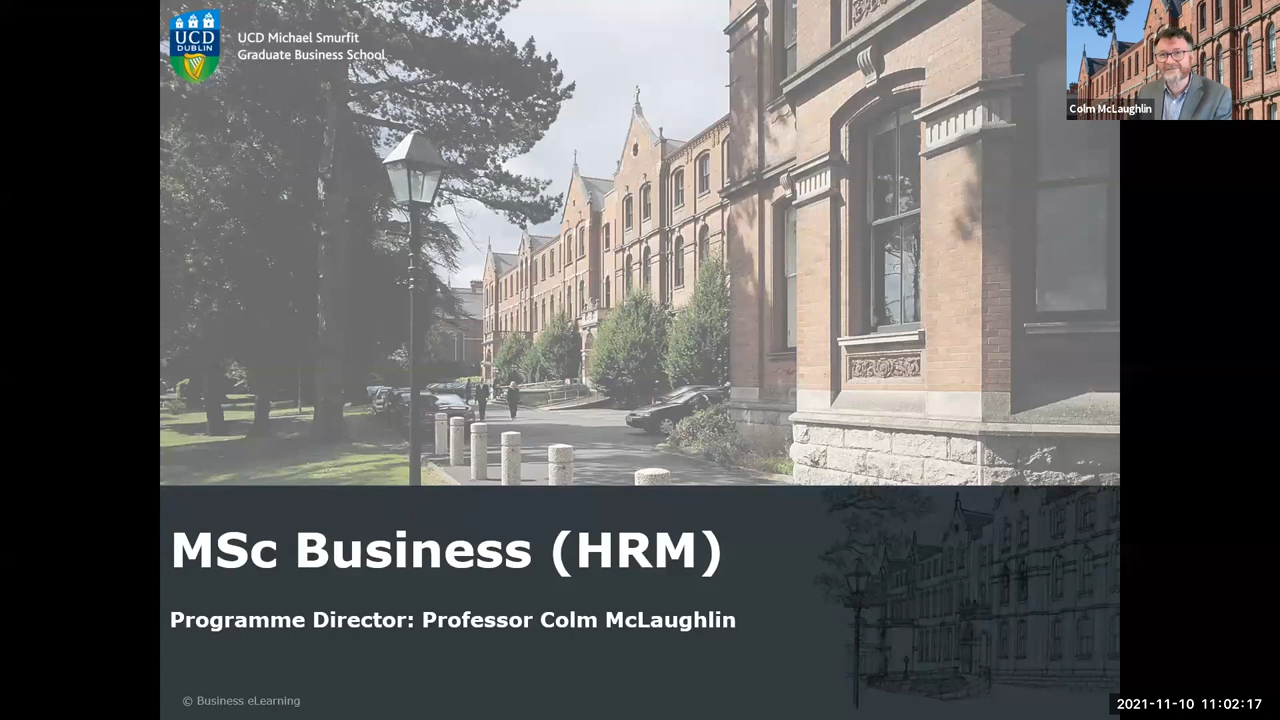 UCD
DUBLIN
UCD Michael Smurfit
Graduate Business School
Colm McLaughlin
MSc Business (HRM)
Programme Director: Professor Colm McLaughlin
© Business eLearning
2021-11-10 11:02:17